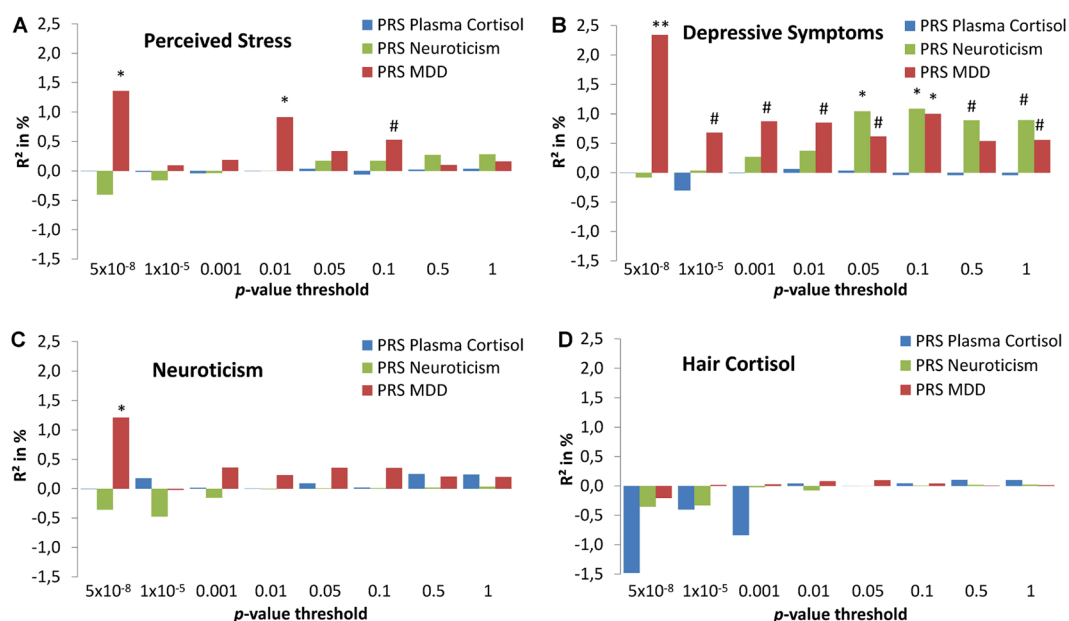 A
Perceived Stress
PRS Plasma Cortisol
PRS Neuroticism
PRS MDD
R² in %
2,5
2,0
1,5
1,0
0,5
0,0
-0,5
-1,0
-1,5
*
*
#
5x10⁻⁸ 1x10⁻⁵ 0.001 0.01 0.05 0.1 0.5 1
p-value threshold
B
Depressive Symptoms
PRS Plasma Cortisol
PRS Neuroticism
PRS MDD
R² in %
2,5
2,0
1,5
1,0
0,5
0,0
-0,5
-1,0
-1,5
**
# # # * # * * # # #
5x10⁻⁸ 1x10⁻⁵ 0.001 0.01 0.05 0.1 0.5 1
p-value threshold
C
Neuroticism
PRS Plasma Cortisol
PRS Neuroticism
PRS MDD
R² in %
2,5
2,0
1,5
1,0
0,5
0,0
-0,5
-1,0
-1,5
*
5x10⁻⁸ 1x10⁻⁵ 0.001 0.01 0.05 0.1 0.5 1
p-value threshold
D
Hair Cortisol
PRS Plasma Cortisol
PRS Neuroticism
PRS MDD
R² in %
2,5
2,0
1,5
1,0
0,5
0,0
-0,5
-1,0
-1,5
5x10⁻⁸ 1x10⁻⁵ 0.001 0.01 0.05 0.1 0.5 1
p-value threshold